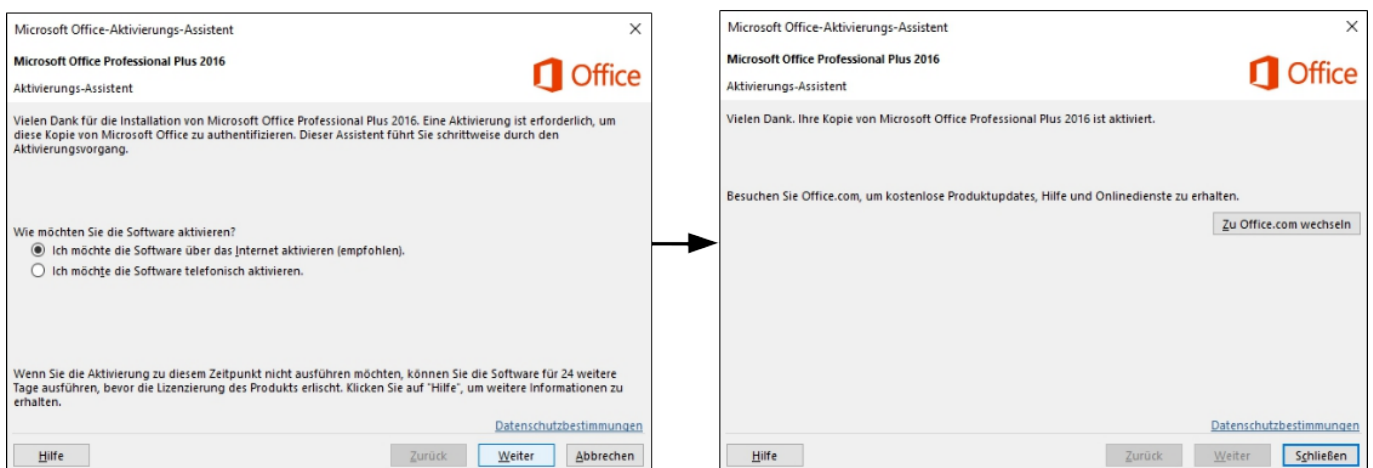 Microsoft Office-Aktivierungs-Assistent
Microsoft Office Professional Plus 2016
Office
Aktivierungs-Assistent
Vielen Dank für die Installation von Microsoft Office Professional Plus 2016. Eine Aktivierung ist erforderlich, um
diese Kopie von Microsoft Office zu authentifizieren. Dieser Assistent führt Sie schrittweise durch den
Aktivierungsvorgang.
Wie möchten Sie die Software aktivieren?
Ich möchte die Software über das Internet aktivieren (empfohlen).
Ich möchte die Software telefonisch aktivieren.
Wenn Sie die Aktivierung zu diesem Zeitpunkt nicht ausführen möchten, können Sie die Software für 24 weitere
Tage ausführen, bevor die Lizenzierung des Produkts erlischt. Klicken Sie auf "Hilfe", um weitere Informationen zu
erhalten.
Datenschutzbestimmungen
Hilfe Zurück Weiter Abbrechen
Microsoft Office-Aktivierungs-Assistent
Microsoft Office Professional Plus 2016
Office
Aktivierungs-Assistent
Vielen Dank. Ihre Kopie von Microsoft Office Professional Plus 2016 ist aktiviert.
Besuchen Sie Office.com, um kostenlose Produktupdates, Hilfe und Onlinedienste zu erhalten.
Zu Office.com wechseln
Datenschutzbestimmungen
Hilfe Zurück Weiter Schließen